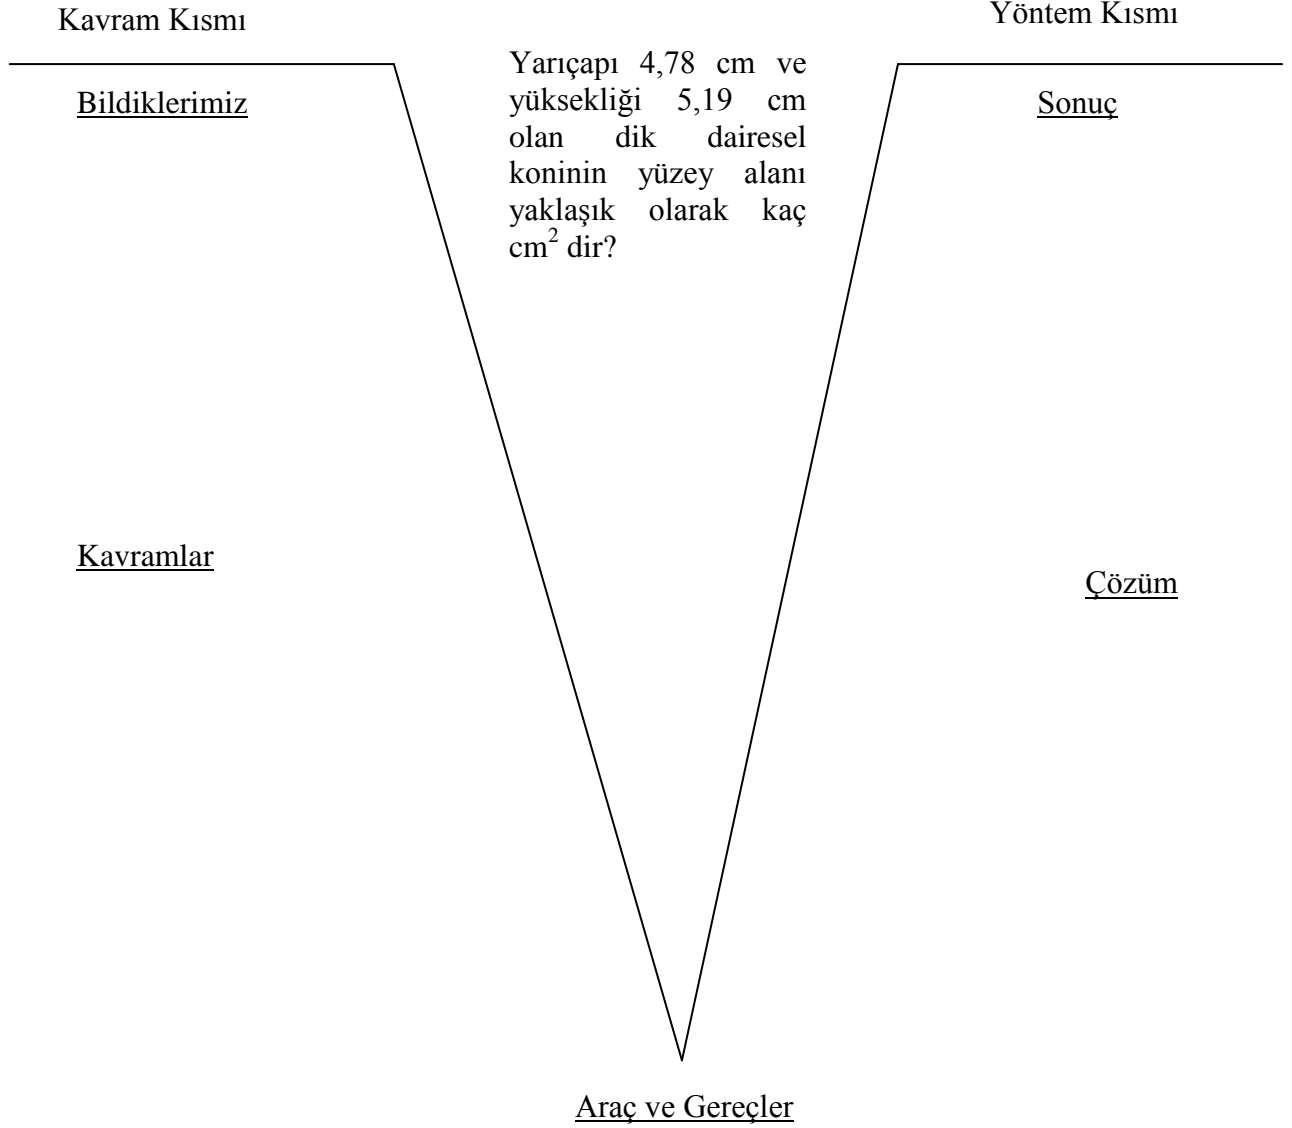 Kavram Kısmı
Yöntem Kısmı
Bildiklerimiz
Yarıçapı 4,78 cm ve
yüksekliği 5,19 cm
olan dik dairesel
koninin yüzey alanı
yaklaşık olarak kaç
cm² dir?
Sonuç
Kavramlar
Çözüm
Araç ve Gereçler